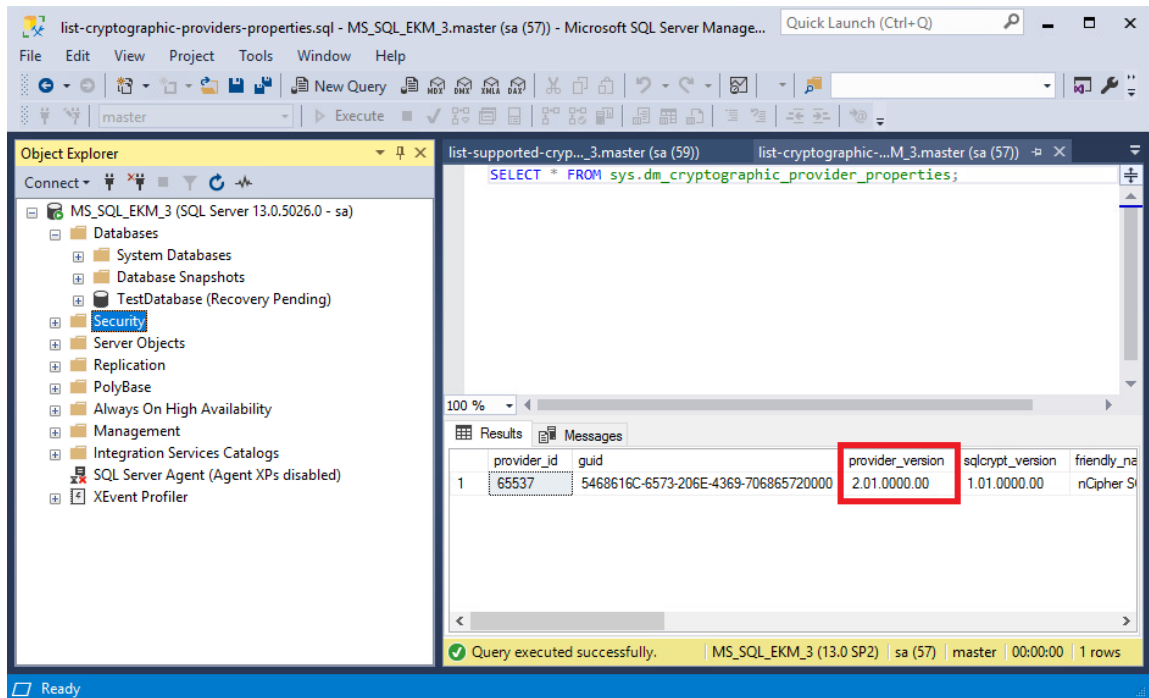 list-cryptographic-providers-properties.sql - MS_SQL_EKM_3.master (sa (57)) - Microsoft SQL Server Manage...
Quick Launch (Ctrl+Q)
File Edit View Project Tools Window Help
New Query MDX DMX XMLA DAX
master Execute
Object Explorer
Connect
MS_SQL_EKM_3 (SQL Server 13.0.5026.0 - sa)
Databases
System Databases
Database Snapshots
TestDatabase (Recovery Pending)
Security
Server Objects
Replication
PolyBase
Always On High Availability
Management
Integration Services Catalogs
SQL Server Agent (Agent XPs disabled)
XEvent Profiler
list-supported-cryp..._3.master (sa (59)) list-cryptographic-...M_3.master (sa (57))
SELECT * FROM sys.dm_cryptographic_provider_properties;
100 %
Results Messages
provider_id guid provider_version sqlcrypt_version friendly_na
1 65537 5468616C-6573-206E-4369-706865720000 2.01.0000.00 1.01.0000.00 nCipher S
Query executed successfully. MS_SQL_EKM_3 (13.0 SP2) sa (57) master 00:00:00 1 rows
Ready